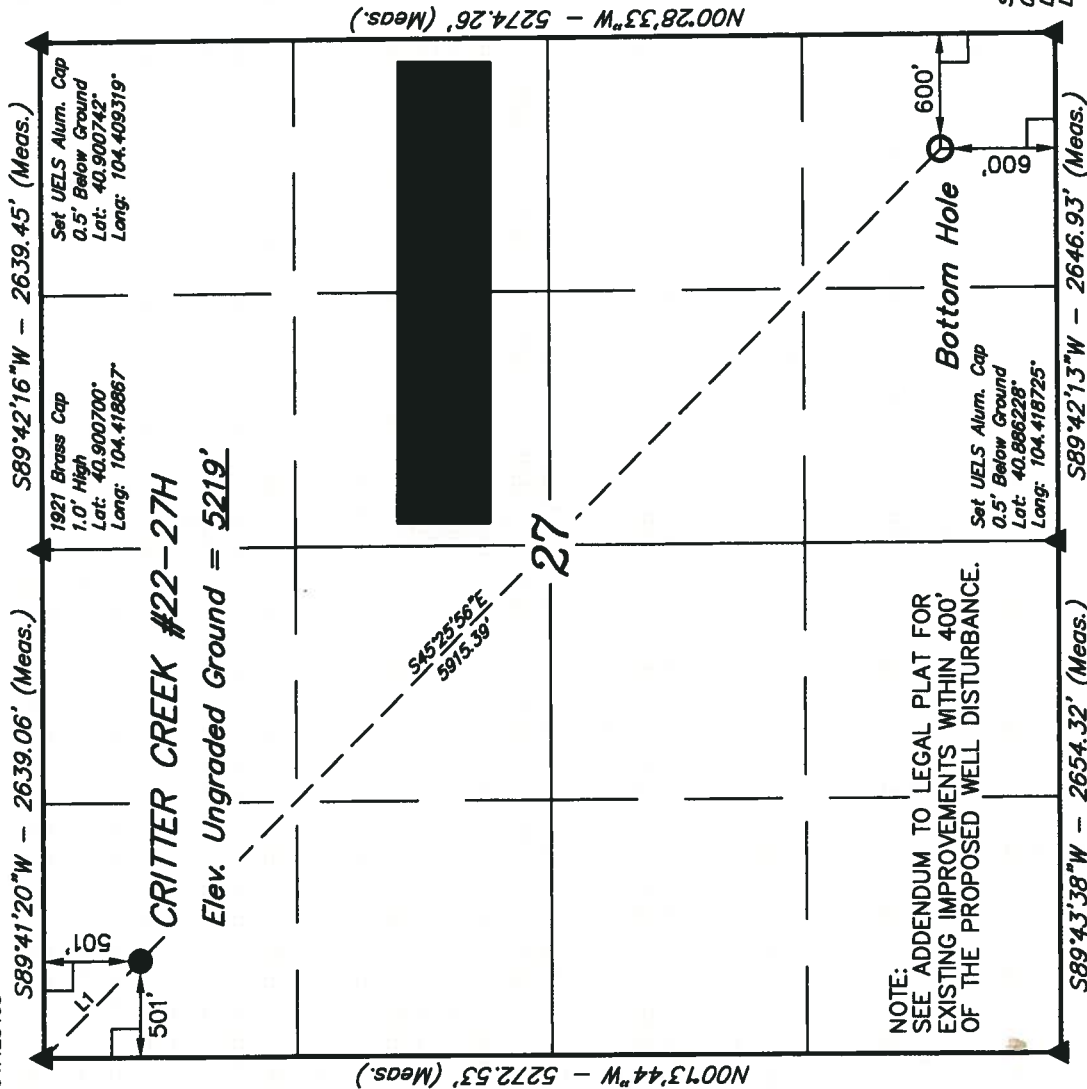 S89°41'20"W - 2639.06' (Meas.)
S89°42'16"W - 2639.45' (Meas.)
L1
501'
501'
1921 Brass Cap
1.0' High
Lat: 40.900700°
Long: 104.418867°
Set UELS Alum. Cap
0.5' Below Ground
Lat: 40.900742°
Long: 104.409319°
CRITTER CREEK #22-27H
Elev. Ungraded Ground = 5219'
N00°13'44"W - 5272.53' (Meas.)
N00°28'33"W - 5274.26' (Meas.)
S45°25'56"E
5915.39'
27
600'
600'
Bottom Hole
NOTE:
SEE ADDENDUM TO LEGAL PLAT FOR
EXISTING IMPROVEMENTS WITHIN 400'
OF THE PROPOSED WELL DISTURBANCE.
Set UELS Alum. Cap
0.5' Below Ground
Lat: 40.886228°
Long: 104.418725°
S89°43'38"W - 2654.32' (Meas.)
S89°42'13"W - 2646.93' (Meas.)